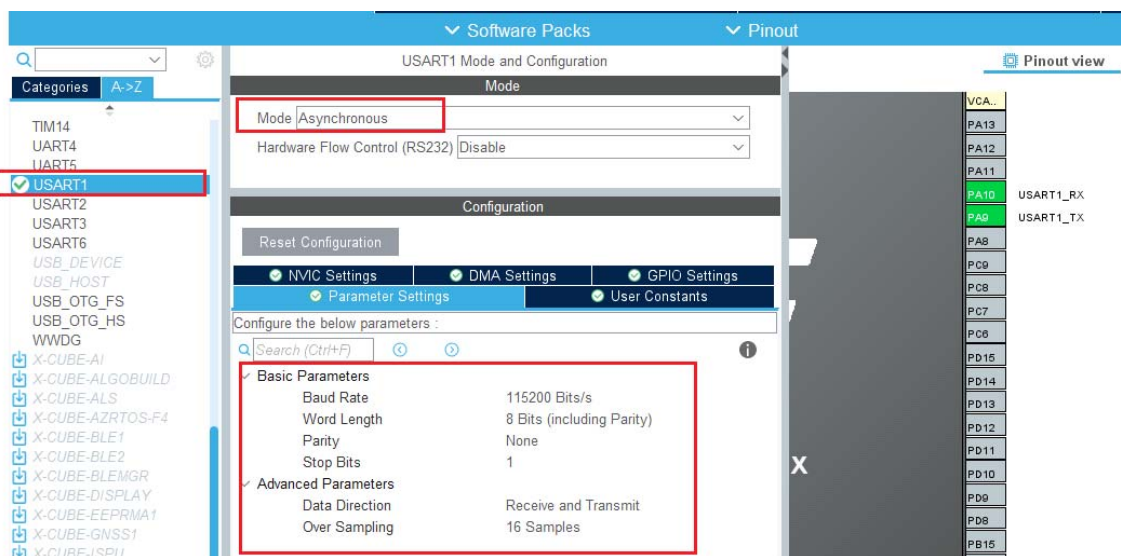 Software Packs
Pinout
USART1 Mode and Configuration
Pinout view
Categories
A->Z
Mode
Mode Asynchronous
Hardware Flow Control (RS232) Disable
TIM14
UART4
UART5
USART1
USART2
USART3
USART6
USB_DEVICE
USB_HOST
USB_OTG_FS
USB_OTG_HS
WWDG
X-CUBE-AI
X-CUBE-ALGOBUILD
X-CUBE-ALS
X-CUBE-AZRTOS-F4
X-CUBE-BLE1
X-CUBE-BLE2
X-CUBE-BLEMGR
X-CUBE-DISPLAY
X-CUBE-EEPRMA1
X-CUBE-GNSS1
X-CUBE-ISPU
Configuration
Reset Configuration
NVIC Settings
DMA Settings
GPIO Settings
Parameter Settings
User Constants
Configure the below parameters :
Search (Ctrl+F)
Basic Parameters
Baud Rate 115200 Bits/s
Word Length 8 Bits (including Parity)
Parity None
Stop Bits 1
Advanced Parameters
Data Direction Receive and Transmit
Over Sampling 16 Samples
X
VCA..
PA13
PA12
PA11
PA10 USART1_RX
PA9 USART1_TX
PA8
PC9
PC8
PC7
PC6
PD15
PD14
PD13
PD12
PD11
PD10
PD9
PD8
PB15